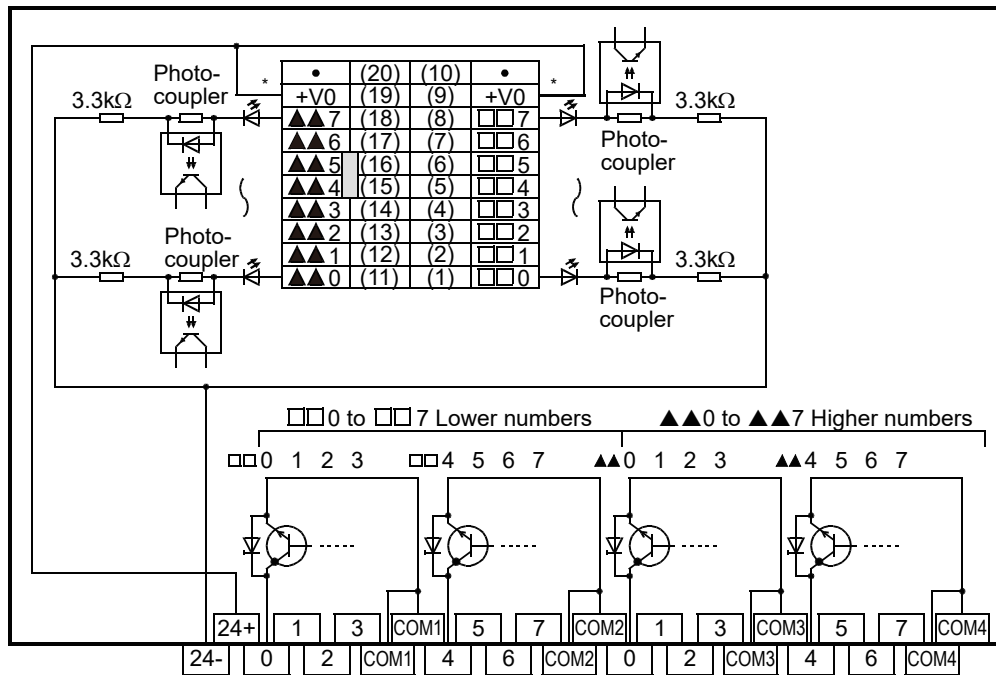 Photo-
coupler
3.3kΩ
*
• (20) (10) •
+V0 (19) (9) +V0
▲▲7 (18) (8) □□7
▲▲6 (17) (7) □□6
▲▲5 (16) (6) □□5
▲▲4 (15) (5) □□4
▲▲3 (14) (4) □□3
▲▲2 (13) (3) □□2
▲▲1 (12) (2) □□1
▲▲0 (11) (1) □□0
*
3.3kΩ
Photo-
coupler
Photo-
coupler
3.3kΩ
3.3kΩ
Photo-
coupler
□□0 to □□7 Lower numbers ▲▲0 to ▲▲7 Higher numbers
□□0 1 2 3 □□4 5 6 7 ▲▲0 1 2 3 ▲▲4 5 6 7
24+ 1 3 COM1 5 7 COM2 1 3 COM3 5 7 COM4
24- 0 2 COM1 4 6 COM2 0 2 COM3 4 6 COM4